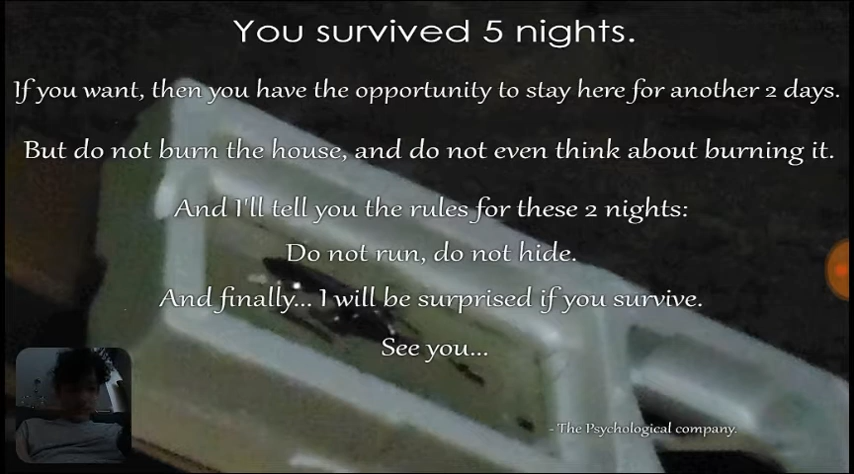 You survived 5 nights.
If you want, then you have the opportunity to stay here for another 2 days.
But do not burn the house, and do not even think about burning it.
And I'll tell you the rules for these 2 nights:
Do not run, do not hide.
And finally... I will be surprised if you survive.
See you...
- The Psychological company.